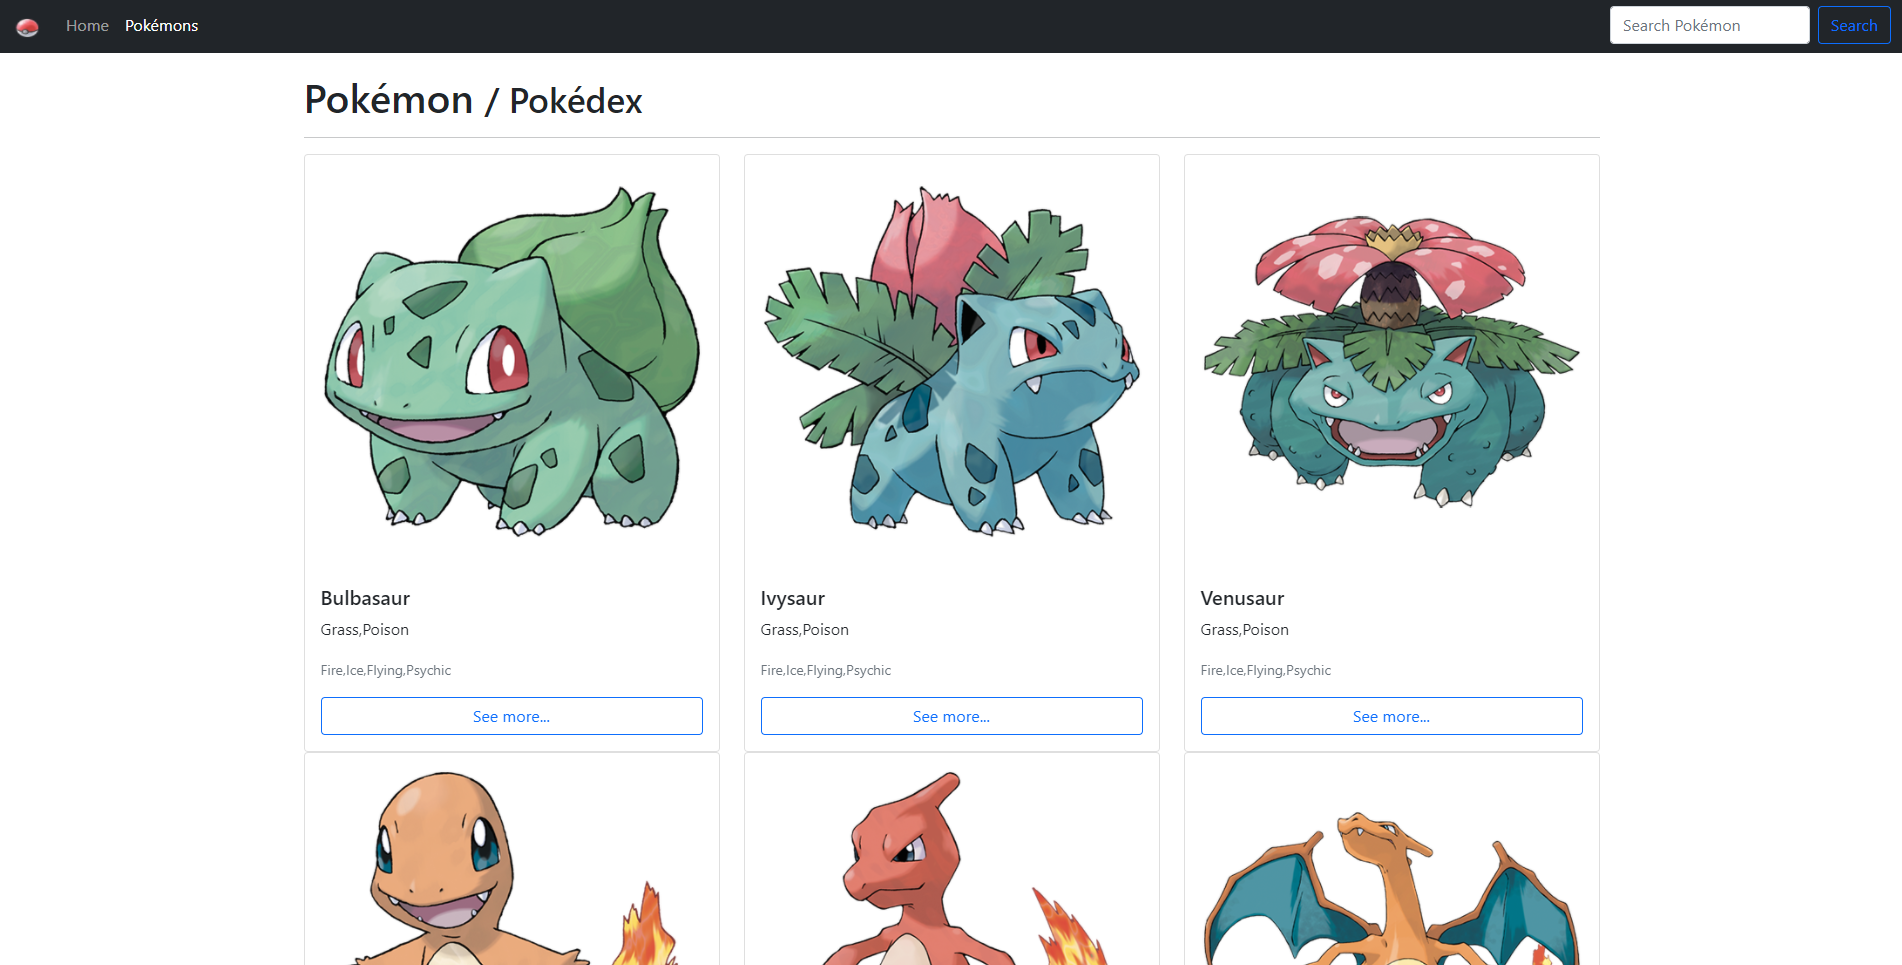 Home Pokémons Search Pokémon Search
Pokémon / Pokédex
Bulbasaur
Grass,Poison
Fire,Ice,Flying,Psychic
See more...
Ivysaur
Grass,Poison
Fire,Ice,Flying,Psychic
See more...
Venusaur
Grass,Poison
Fire,Ice,Flying,Psychic
See more...